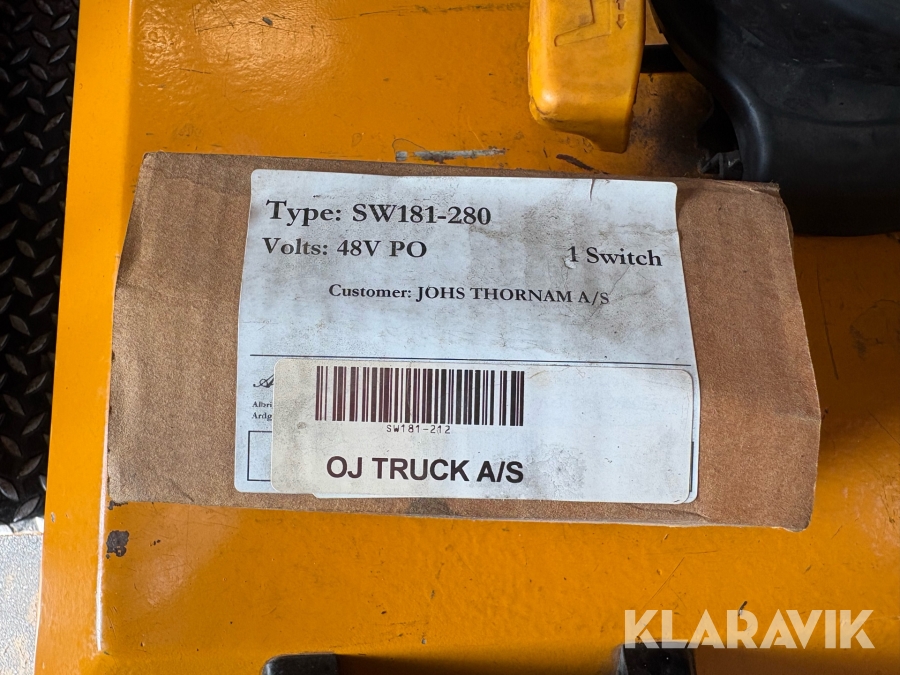 Type: SW181-280
Volts: 48V PO
1 Switch
Customer: JOHS THORNAM A/S
SW181-212
OJ TRUCK A/S
KLARAVIK